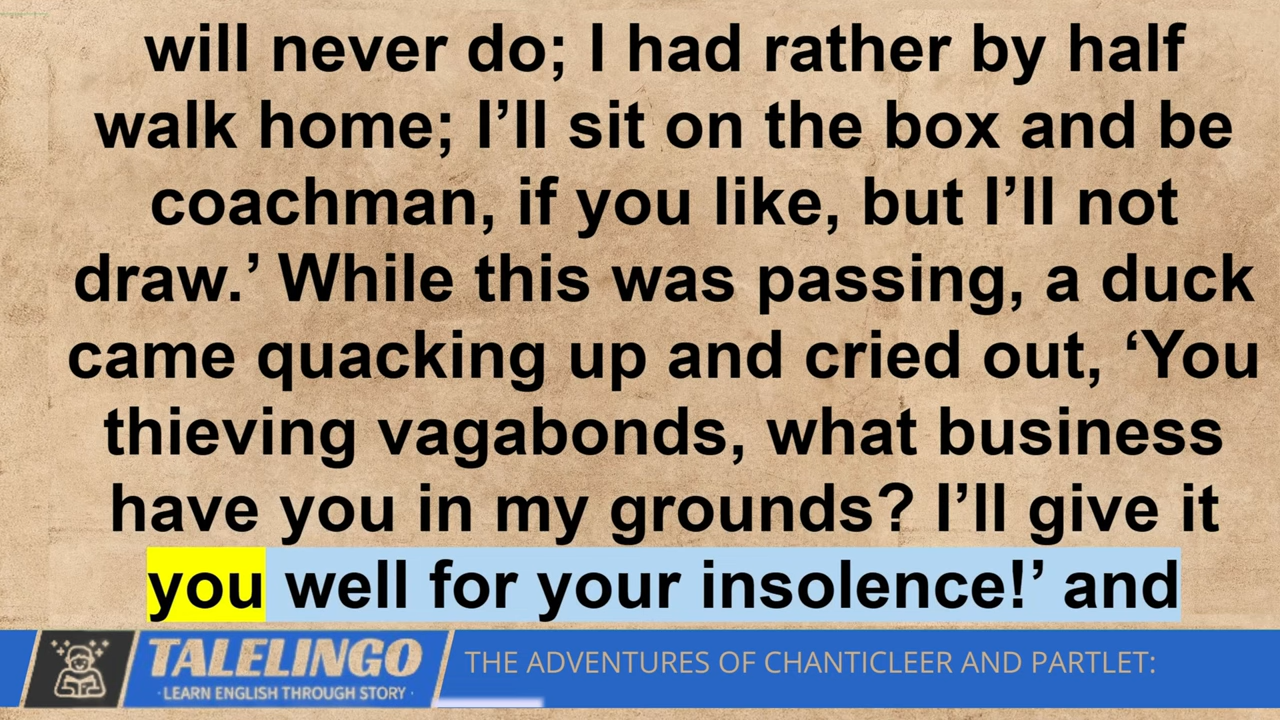 will never do; I had rather by half
walk home; I’ll sit on the box and be
coachman, if you like, but I’ll not
draw.’ While this was passing, a duck
came quacking up and cried out, ‘You
thieving vagabonds, what business
have you in my grounds? I’ll give it
you well for your insolence!’ and
TALELINGO
· LEARN ENGLISH THROUGH STORY ·
THE ADVENTURES OF CHANTICLEER AND PARTLET: